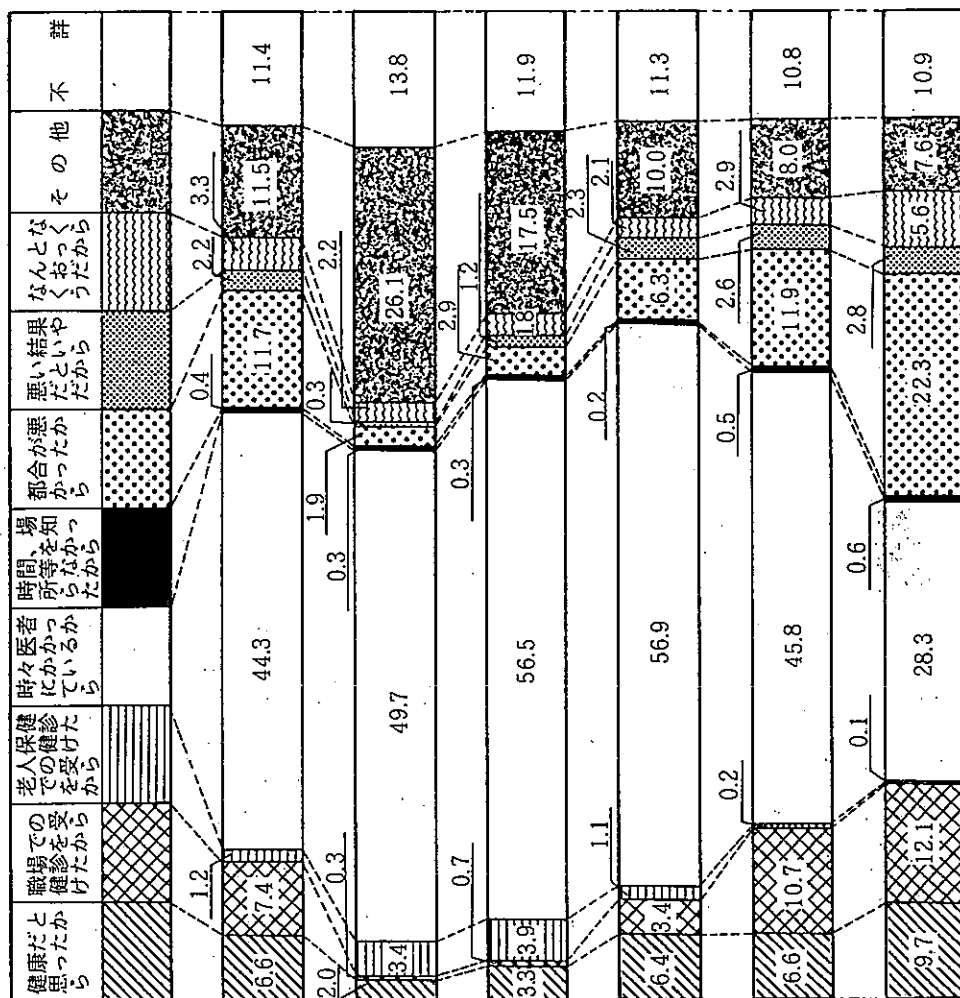 健康だと
思ったか
ら
職場での
健診を受
けたから
老人保健
での健診
を受けた
から
時々医者
にかかっ
ているか
ら
時間、場
所等を知
らなかっ
たから
都合が悪
かったか
ら
悪い結果
だといや
だから
なんとな
くおっく
うだから
その他
不詳
6.6
7.4
1.2
44.3
0.4
11.7
2.2
3.3
11.5
11.4
2.0
0.3
3.4
49.7
0.3
1.9
0.3
2.2
26.1
13.8
3.3
0.7
3.9
56.5
0.3
2.9
1.2
1.8
17.5
11.9
6.4
3.4
1.1
56.9
0.2
6.3
2.3
2.1
10.0
11.3
6.6
10.7
0.2
45.8
0.5
11.9
2.6
2.9
8.0
10.8
9.7
12.1
0.1
28.3
0.6
22.3
2.8
5.6
7.6
10.9